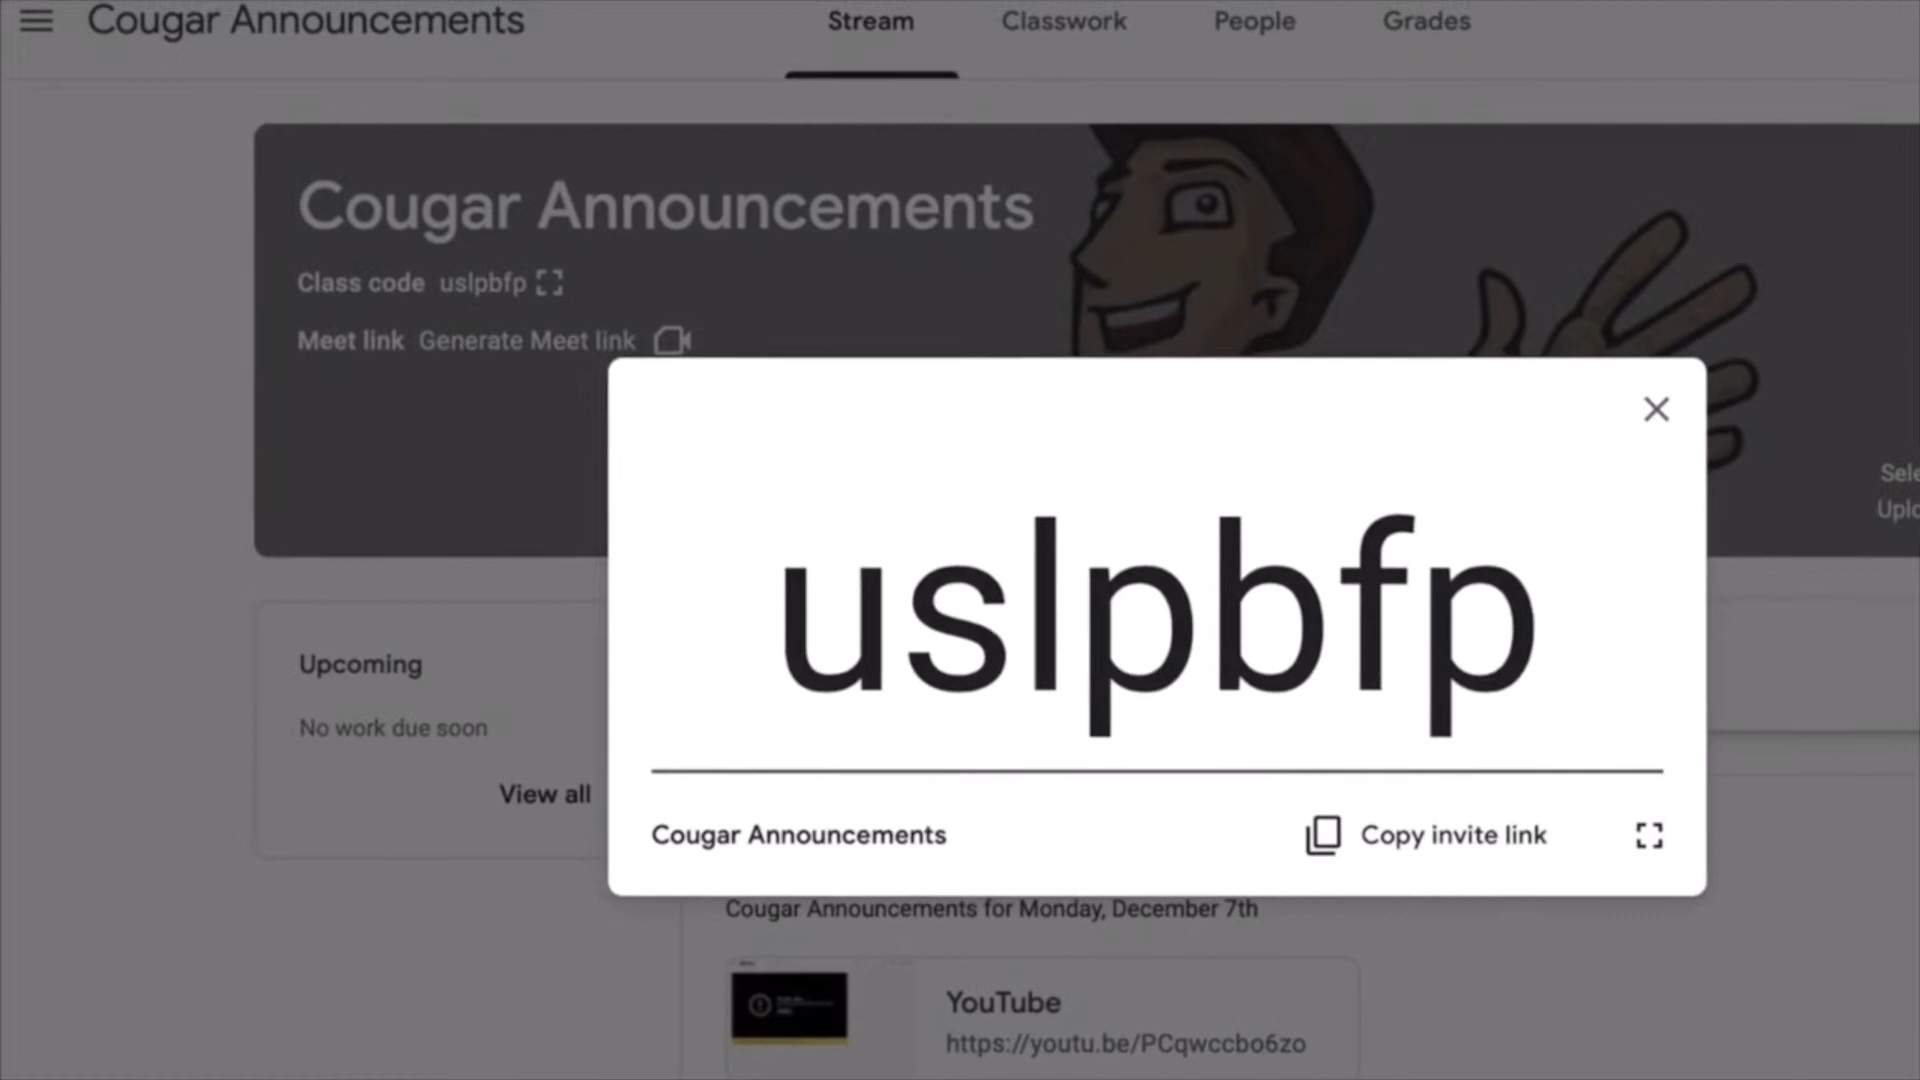 Cougar Announcements
Stream
Classwork
People
Grades
Cougar Announcements
Class code uslpbfp
Meet link Generate Meet link
uslpbfp
Cougar Announcements
Copy invite link
Upcoming
No work due soon
View all
Cougar Announcements for Monday, December 7th
YouTube
https://youtu.be/PCqwccbo6zo